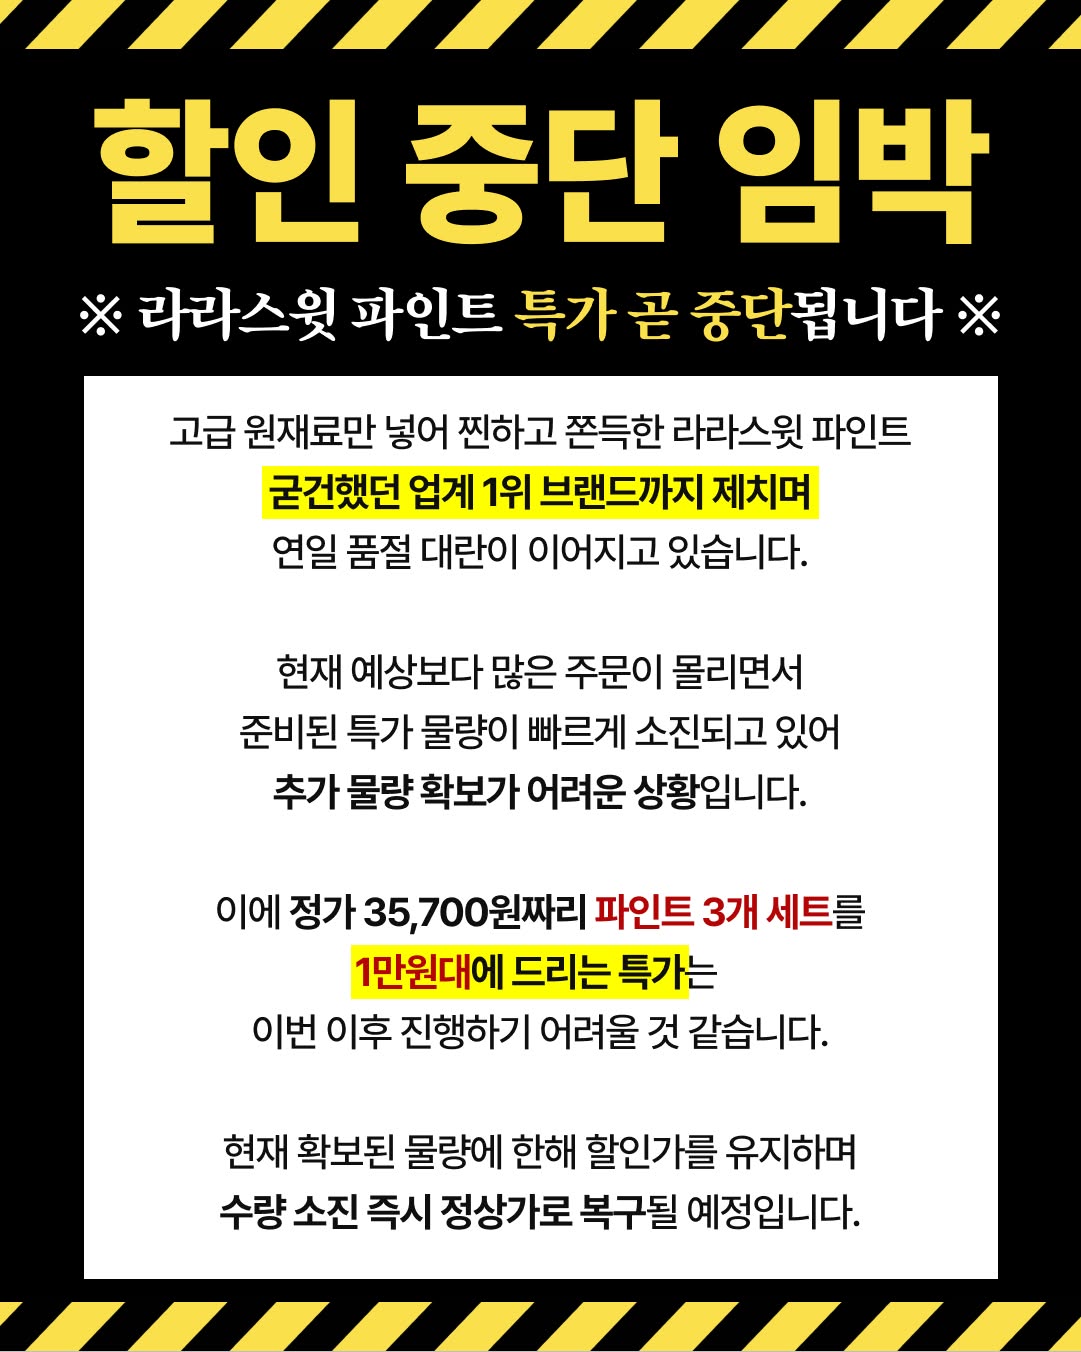 할인 중단 임박
※ 라라스윗 파인트 특가 곧 중단됩니다 ※
고급 원재료만 넣어 찐하고 쫀득한 라라스윗 파인트
굳건했던 업계 1위 브랜드까지 제치며
연일 품절 대란이 이어지고 있습니다.
현재 예상보다 많은 주문이 몰리면서
준비된 특가 물량이 빠르게 소진되고 있어
추가 물량 확보가 어려운 상황입니다.
이에 정가 35,700원짜리 파인트 3개 세트를
1만원대에 드리는 특가는
이번 이후 진행하기 어려울 것 같습니다.
현재 확보된 물량에 한해 할인가를 유지하며
수량 소진 즉시 정상가로 복구될 예정입니다.